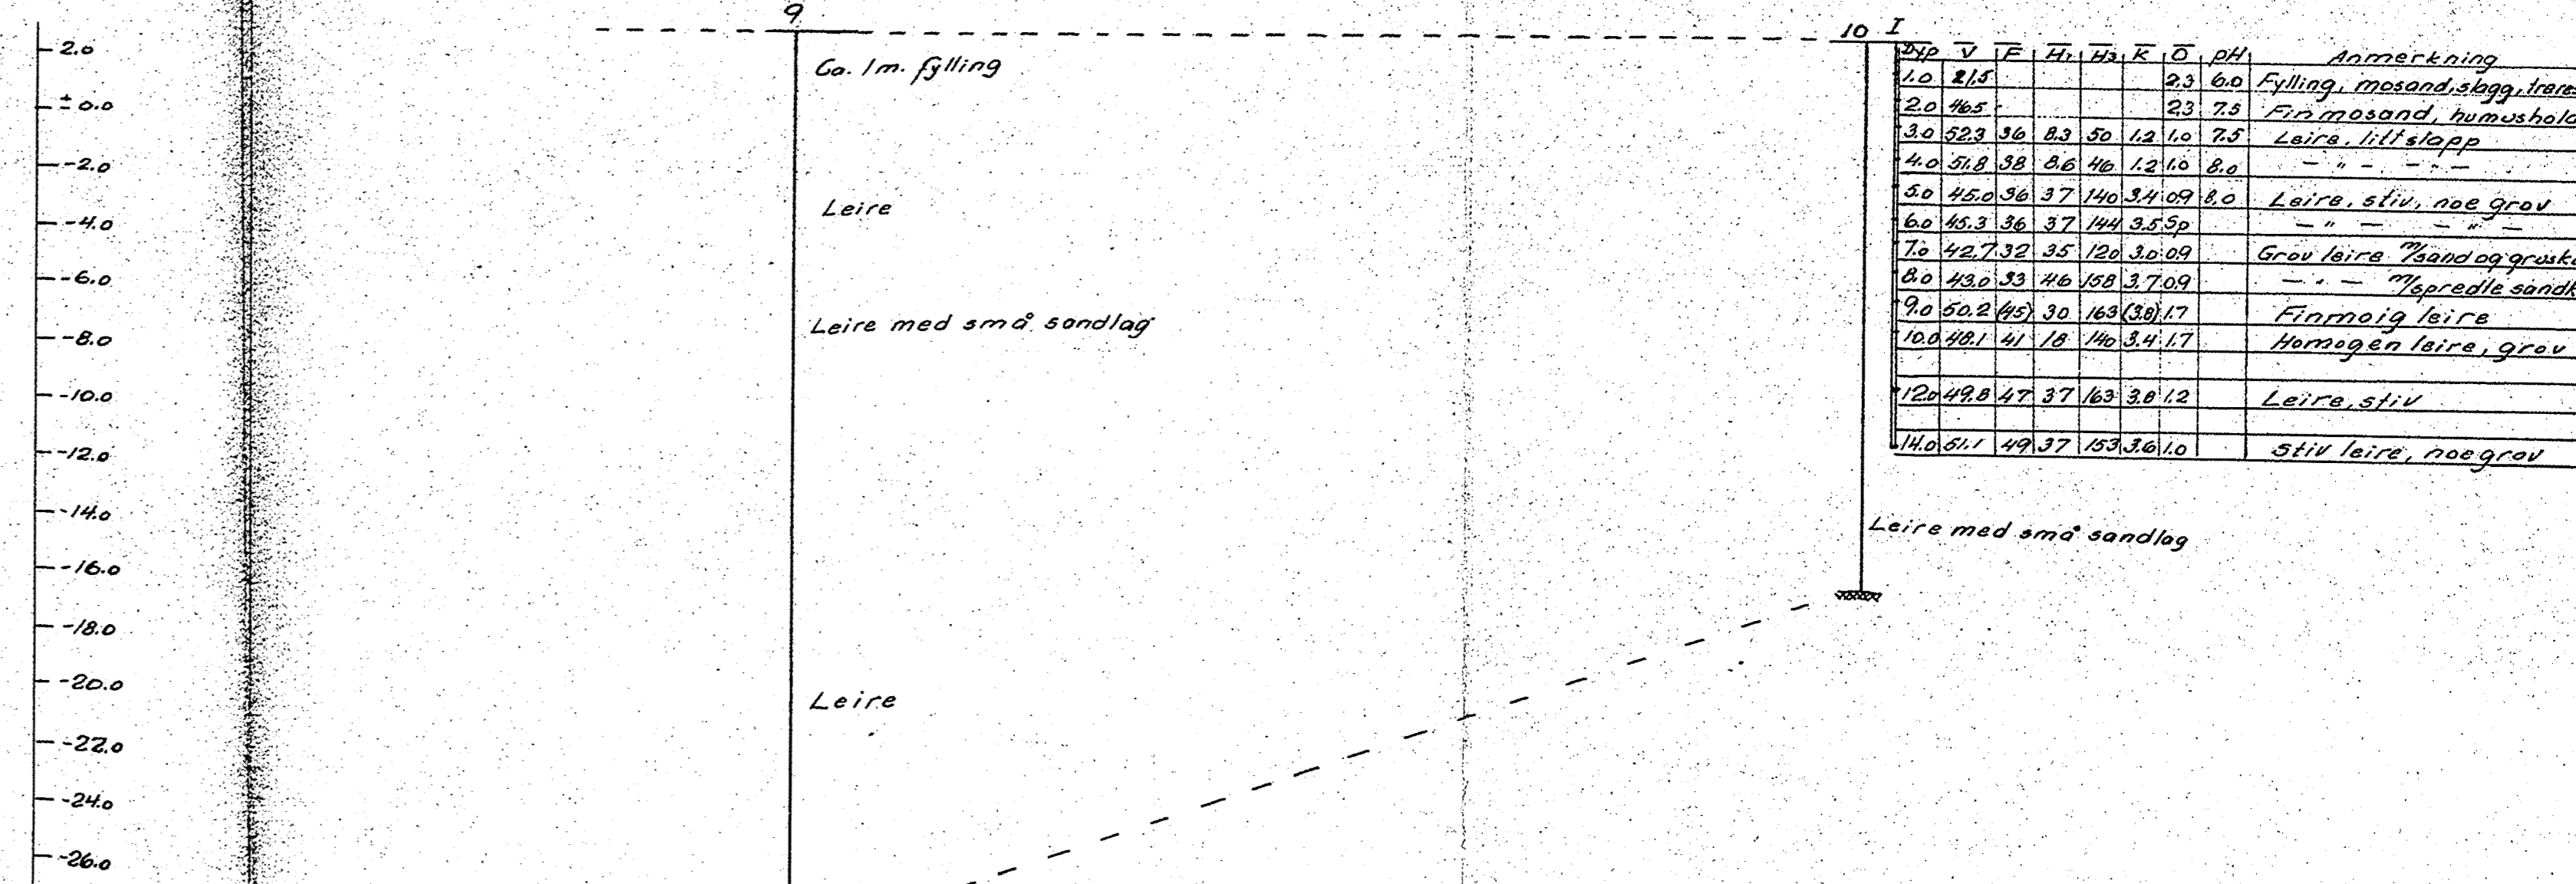 9
10 I
2.0
± 0.0
-2.0
-4.0
-6.0
-8.0
-10.0
-12.0
-14.0
-16.0
-18.0
-20.0
-22.0
-24.0
-26.0
Ca. 1m. fylling
Leire
Leire med små sandlag
Leire
Dyp V F H1 H3 K O pH Anmerkning
1.0 21.5 2.3 6.0 Fylling, mosand, slagg,
2.0 46.5 2.3 7.5 Finmosand,
3.0 52.3 36 8.3 50 1.2 1.0 7.5 Leire, litt slapp
4.0 51.8 38 8.6 46 1.2 1.0 8.0 — " — — " —
5.0 45.0 36 37 140 3.4 0.9 8.0 Leire, stiv, noe grov
6.0 45.3 36 37 144 3.5 Sp — " — — " —
7.0 42.7 32 35 120 3.0 0.9 Grov leire m/sand og
8.0 43.0 33 46 158 3.7 0.9 — " — m/spredte
9.0 50.2 (45) 30 163 (3.8) 1.7 Finmoig leire
10.0 48.1 41 18 140 3.4 1.7 Homogen leire, grov
12.0 49.8 47 37 163 3.8 1.2 Leire, stiv
14.0 51.1 49 37 153 3.6 1.0 Stiv leire, noe grov
Leire med små sandlag